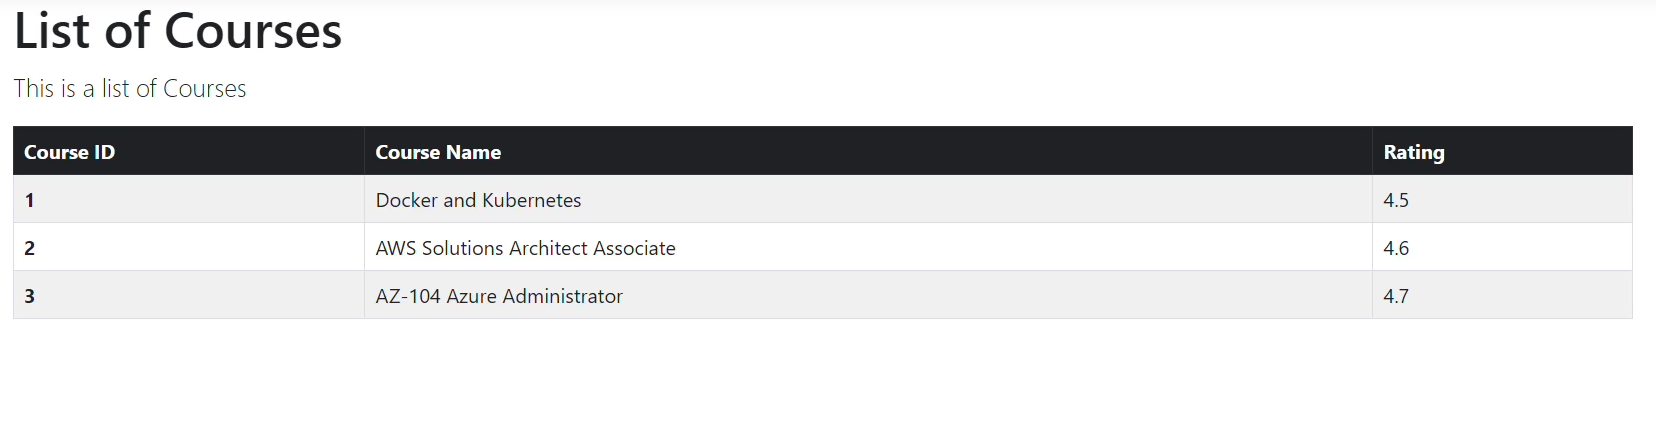 List of Courses
This is a list of Courses
Course ID Course Name Rating
1 Docker and Kubernetes 4.5
2 AWS Solutions Architect Associate 4.6
3 AZ-104 Azure Administrator 4.7